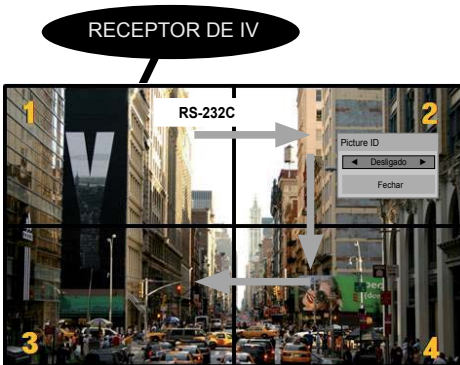 RECEPTOR DE IV
1
RS-232C
2
Picture ID
◄ Desligado ►
Fechar
3
4